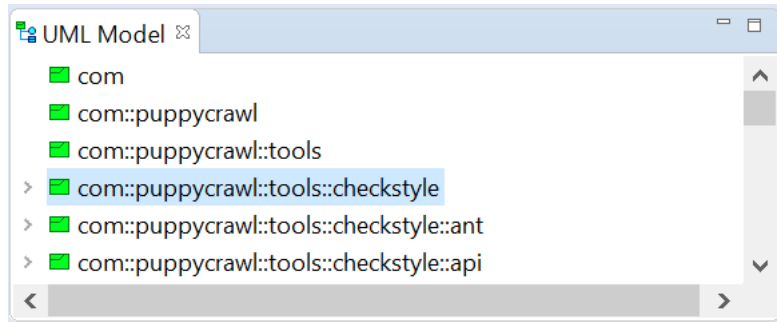 UML Model
com
com::puppycrawl
com::puppycrawl::tools
com::puppycrawl::tools::checkstyle
com::puppycrawl::tools::checkstyle::ant
com::puppycrawl::tools::checkstyle::api